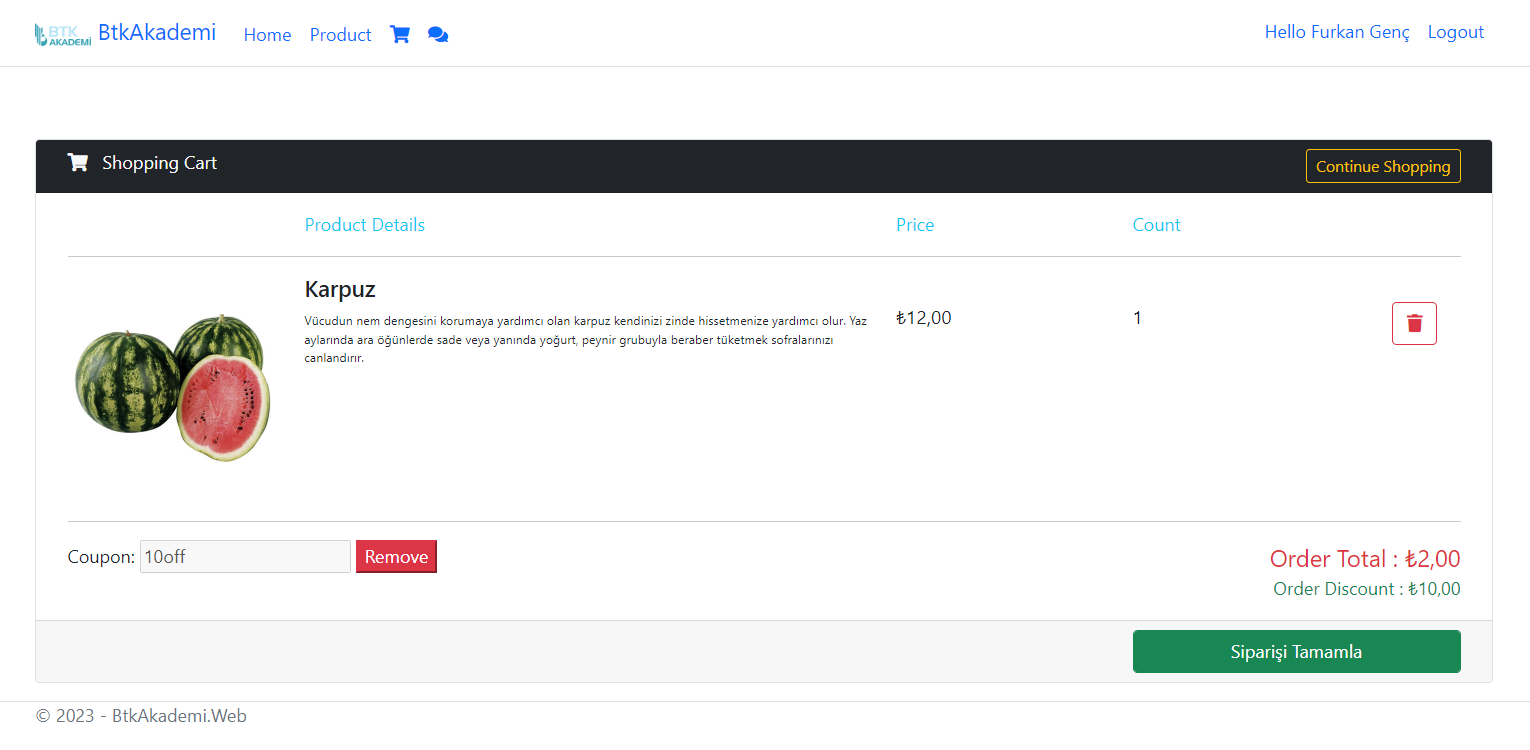 BTK
AKADEMİ
BtkAkademi
Home
Product
Hello Furkan Genç
Logout
Shopping Cart
Continue Shopping
Product Details
Price
Count
Karpuz
Vücudun nem dengesini korumaya yardımcı olan karpuz kendinizi zinde hissetmenize yardımcı olur. Yaz
aylarında ara öğünlerde sade veya yanında yoğurt, peynir grubuyla beraber tüketmek sofralarınızı
canlandırır.
₺12,00
1
Coupon: 10off Remove
Order Total : ₺2,00
Order Discount : ₺10,00
Siparişi Tamamla
© 2023 - BtkAkademi.Web